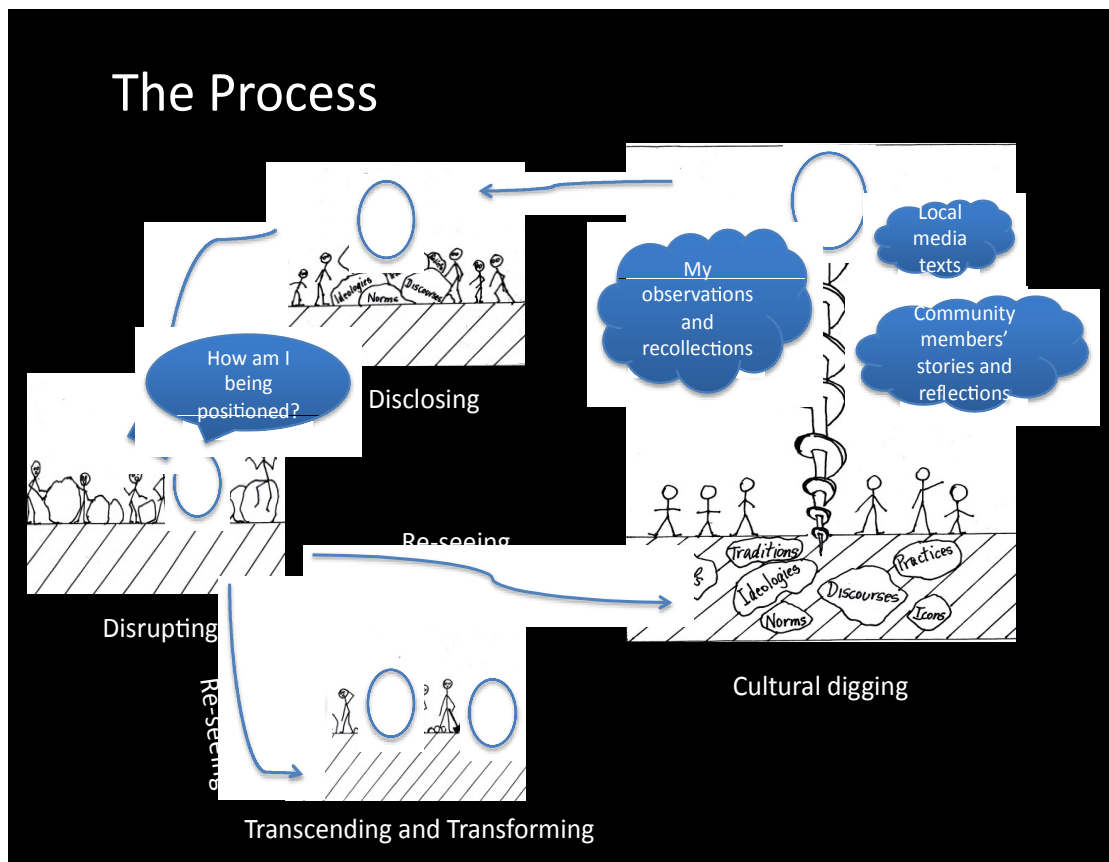 The Process
Local
media
texts
My
observations
and
recollections
Community
members'
stories and
reflections
Ideologies
Norms
Discourses
How am I
being
positioned?
Disclosing
Re-seeing
Traditions
Ideologies
Norms
Discourses
Practices
Icons
Disrupting
Re-seeing
Cultural digging
Transcending and Transforming